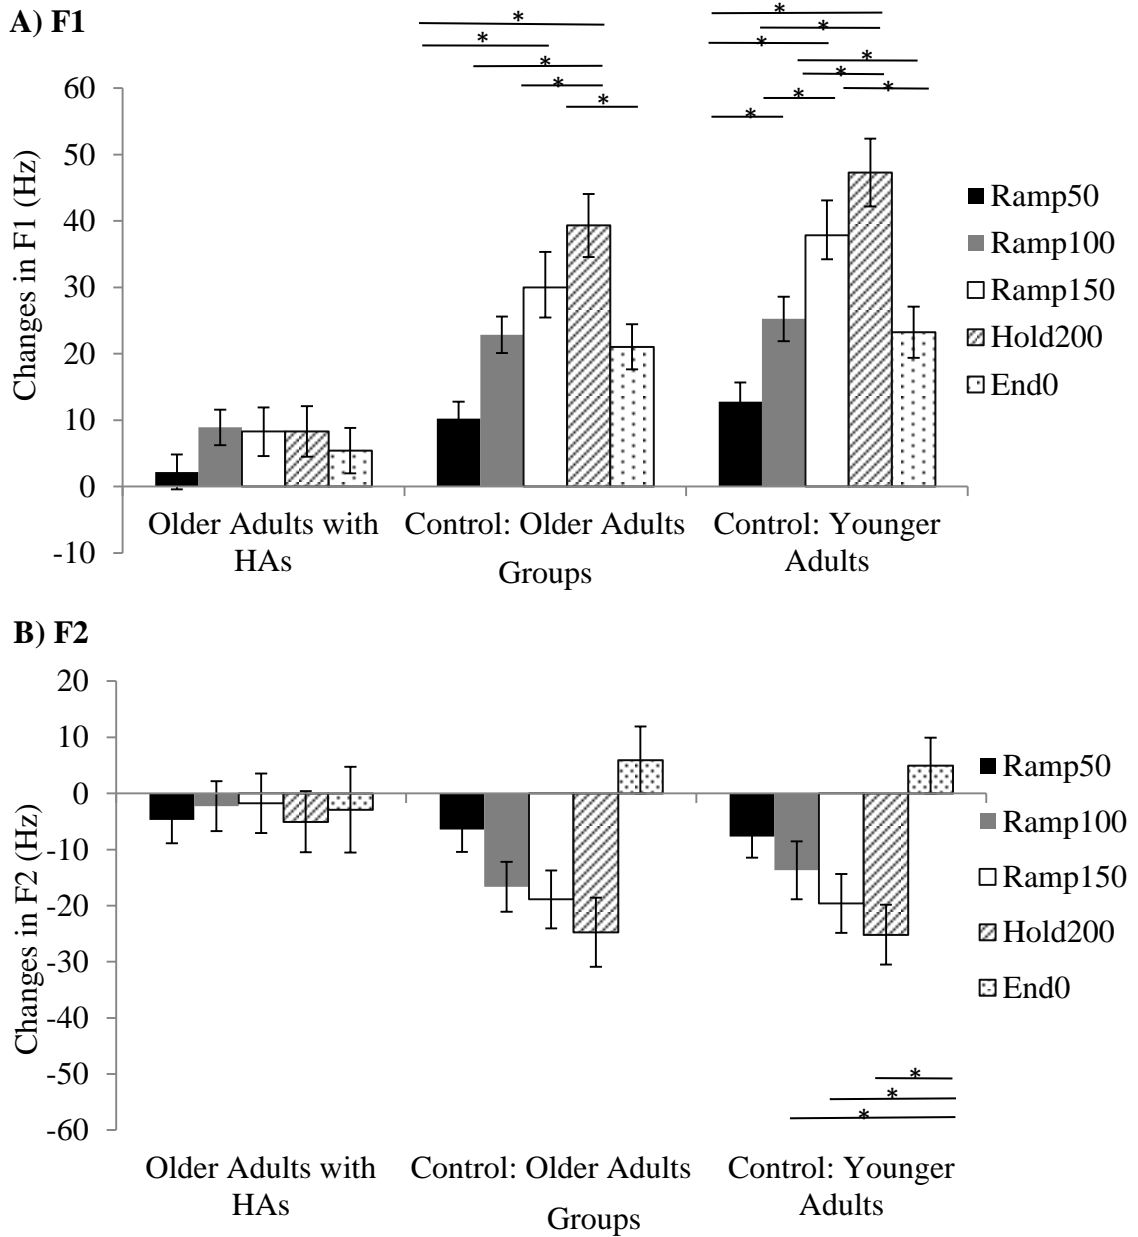 A) F1
*
*
*
*
*
*
*
*
*
*
*
*
*
Changes in F1 (Hz)
60
50
40
30
20
10
0
-10
Ramp50
Ramp100
Ramp150
Hold200
End0
Older Adults with
HAs
Control: Older Adults
Control: Younger
Adults
Groups
B) F2
Changes in F2 (Hz)
20
10
0
-10
-20
-30
-40
-50
-60
Ramp50
Ramp100
Ramp150
Hold200
End0
*
*
*
Older Adults with
HAs
Control: Older Adults
Control: Younger
Adults
Groups